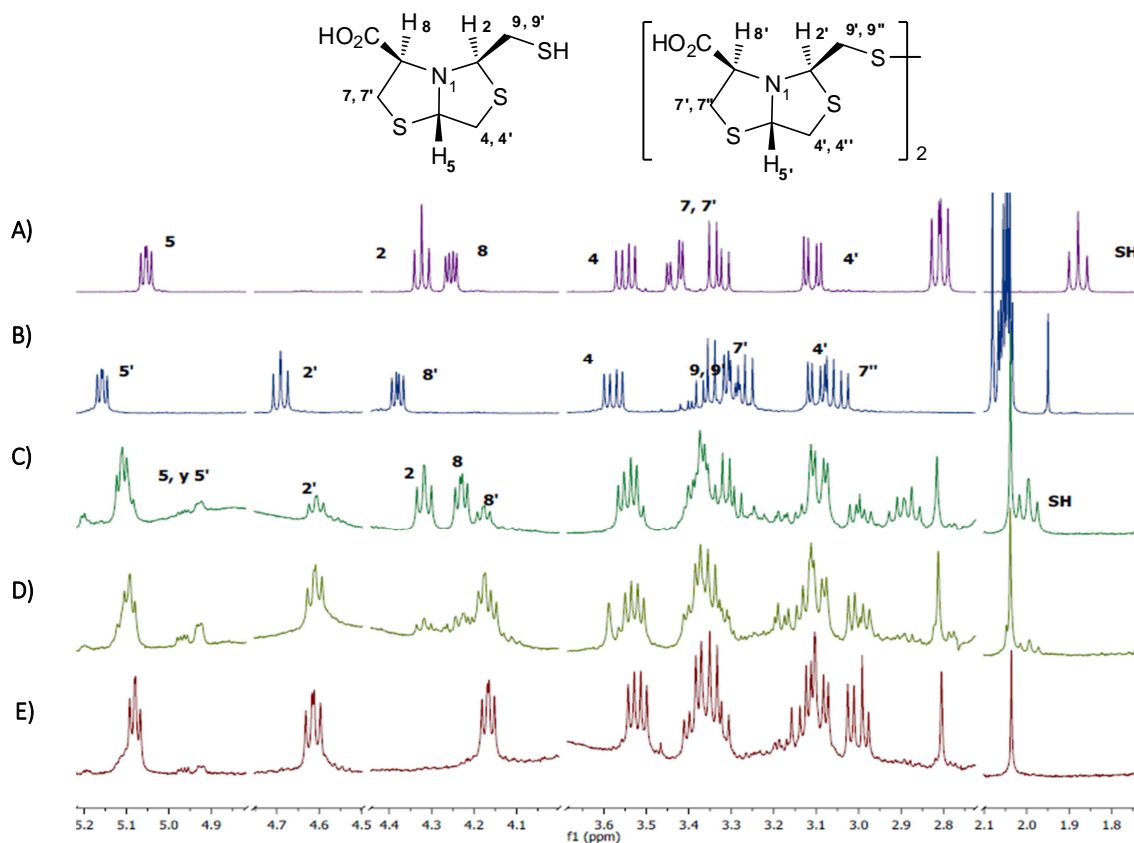 H 8 H 2 9, 9' H 8' H 2' 9', 9"
HO2C SH HO2C S
N 1 N 1
7, 7' S 7', 7" S
S 4, 4' S 4', 4"
H5 H5' 2
A) 5 2 8 4 7, 7' 4' SH
B) 5' 2' 8' 4 9, 9' 7' 4' 7"
C) 5, y 5' 2' 2 8 8' SH
D)
E)
5.2 5.1 5.0 4.9 4.7 4.6 4.5 4.4 4.3 4.2 4.1 3.6 3.5 3.4 3.3 3.2 3.1 3.0 2.9 2.8 2.1 2.0 1.9 1.8
f1 (ppm)